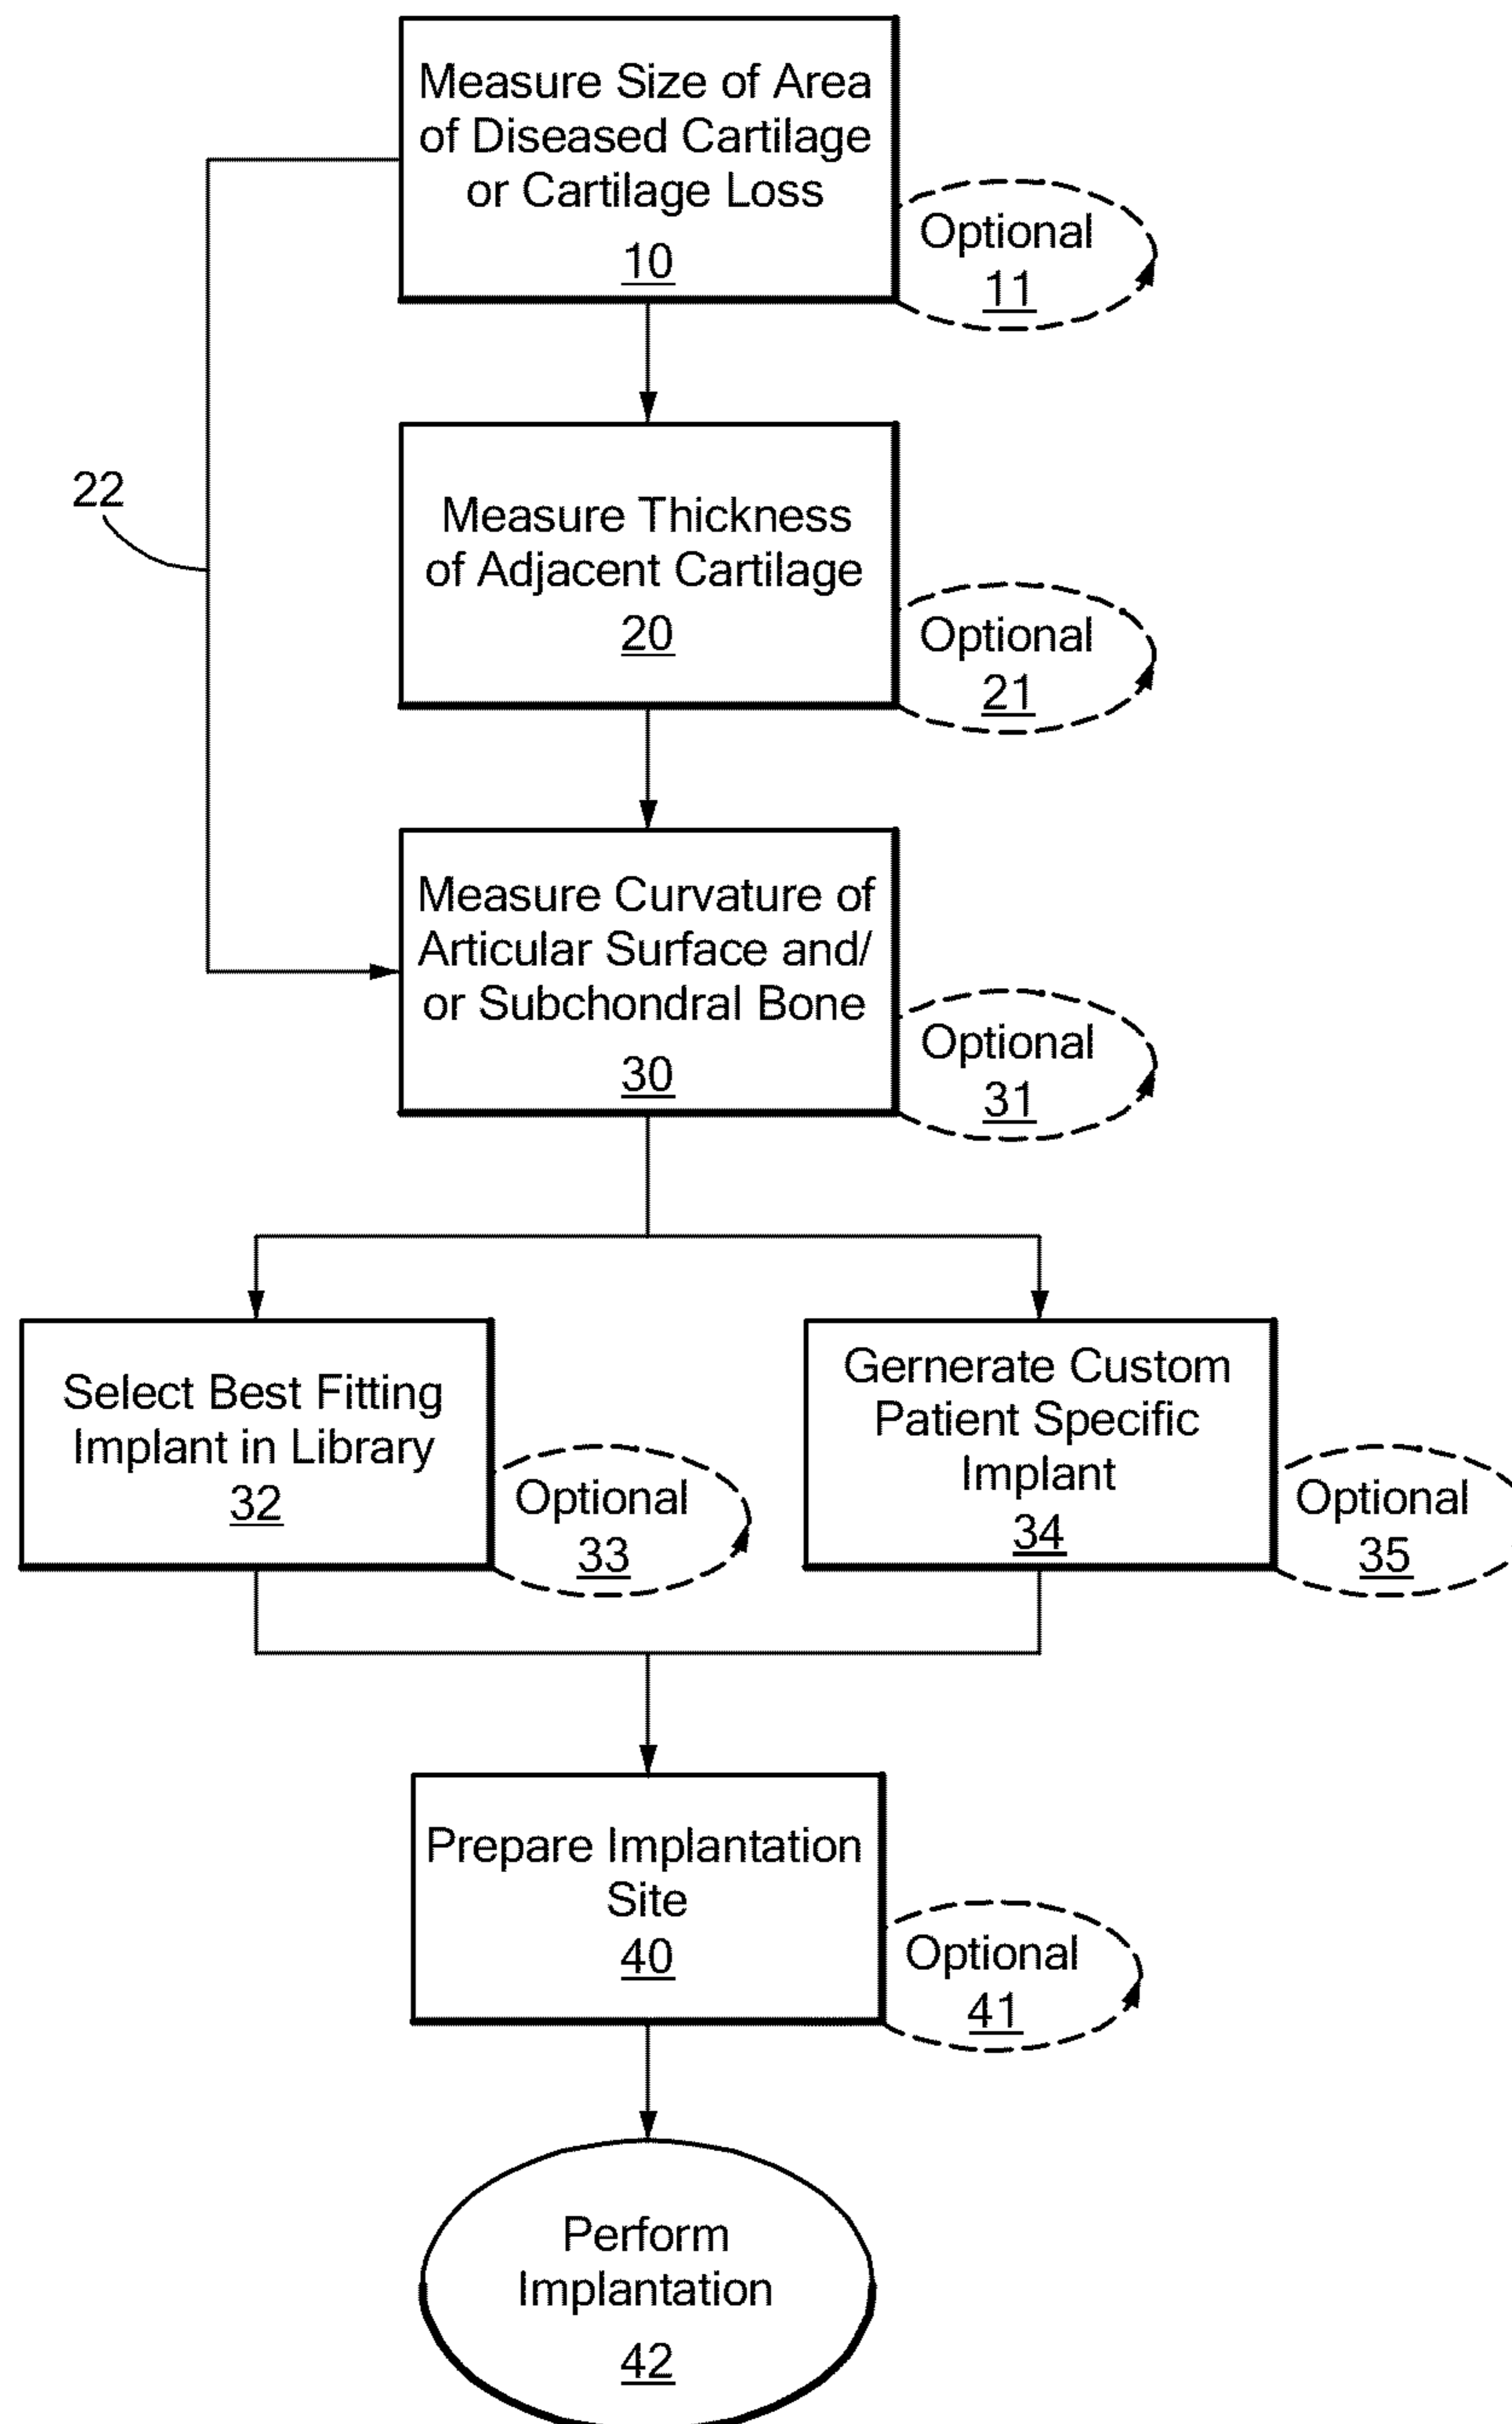 Measure Size of Area
of Diseased Cartilage
or Cartilage Loss
10
Optional
11
22
Measure Thickness
of Adjacent Cartilage
20
Optional
21
Measure Curvature of
Articular Surface and/
or Subchondral Bone
30
Optional
31
Select Best Fitting
Implant in Library
32
Optional
33
Gernerate Custom
Patient Specific
Implant
34
Optional
35
Prepare Implantation
Site
40
Optional
41
Perform
Implantation
42